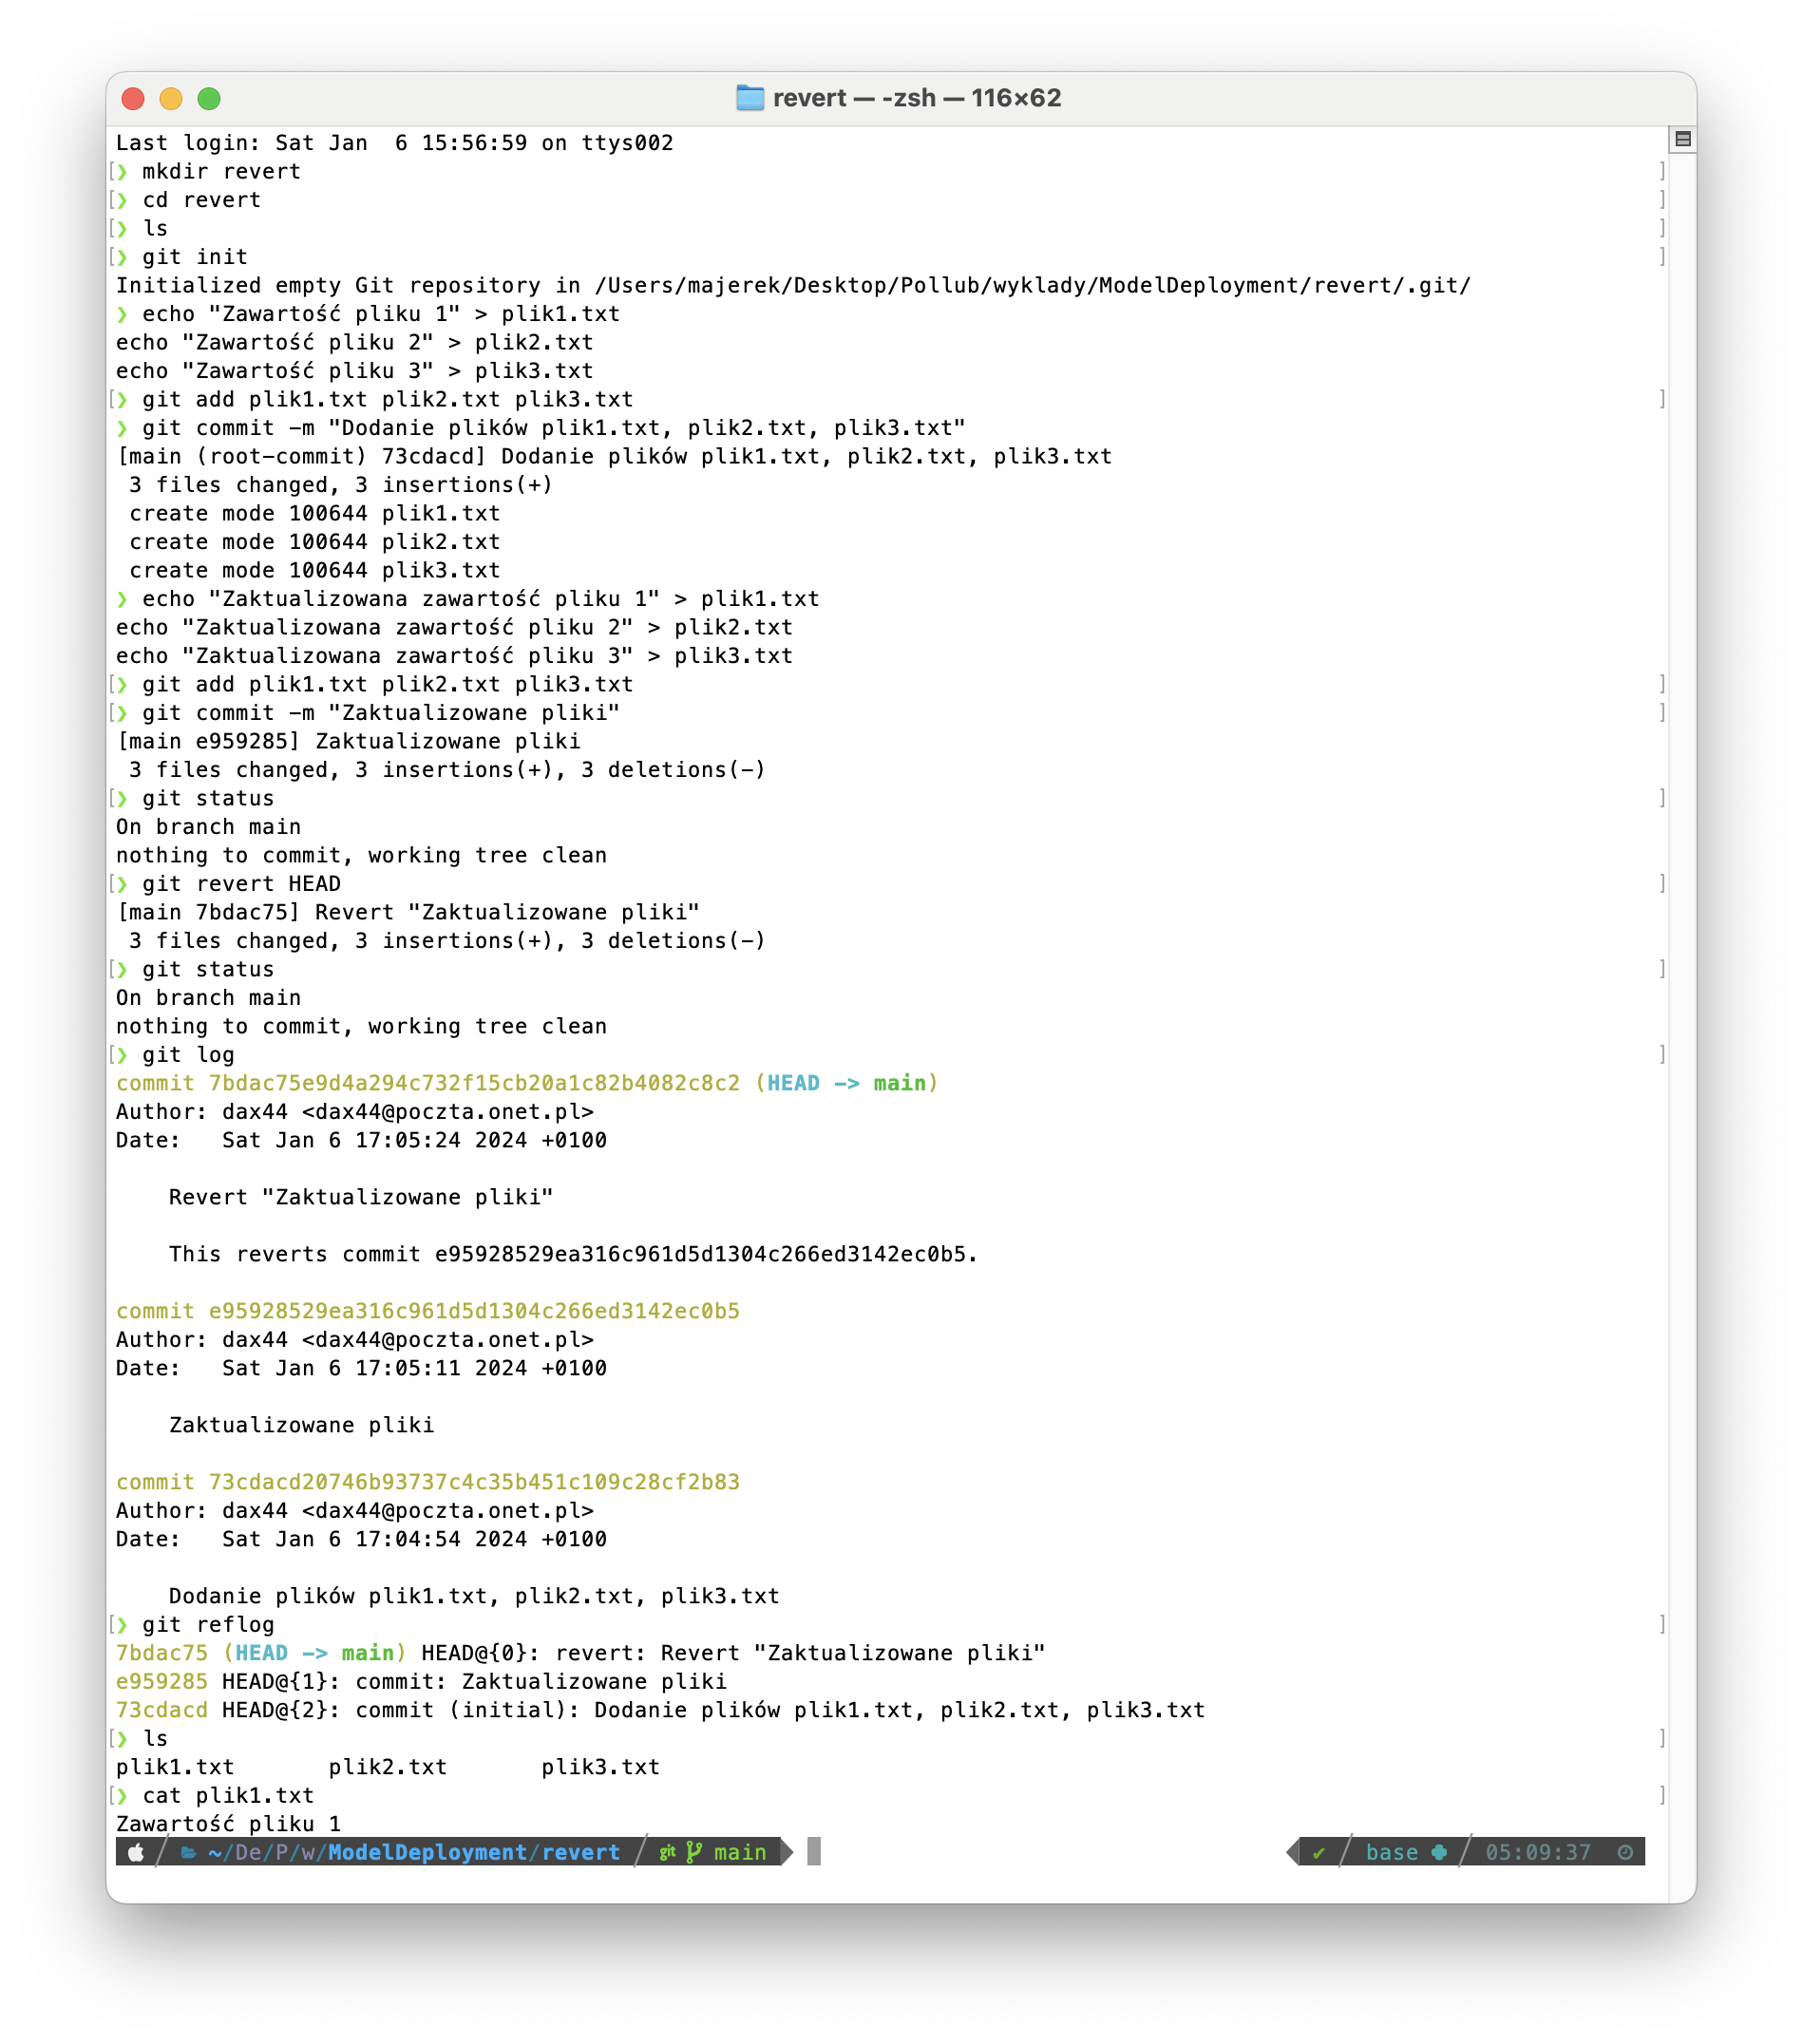 revert — -zsh — 116×62
Last login: Sat Jan  6 15:56:59 on ttys002
[❯ mkdir revert ]
[❯ cd revert ]
[❯ ls ]
[❯ git init ]
Initialized empty Git repository in /Users/majerek/Desktop/Pollub/wyklady/ModelDeployment/revert/.git/
❯ echo "Zawartość pliku 1" > plik1.txt
echo "Zawartość pliku 2" > plik2.txt
echo "Zawartość pliku 3" > plik3.txt
[❯ git add plik1.txt plik2.txt plik3.txt ]
❯ git commit -m "Dodanie plików plik1.txt, plik2.txt, plik3.txt"
[main (root-commit) 73cdacd] Dodanie plików plik1.txt, plik2.txt, plik3.txt
 3 files changed, 3 insertions(+)
 create mode 100644 plik1.txt
 create mode 100644 plik2.txt
 create mode 100644 plik3.txt
❯ echo "Zaktualizowana zawartość pliku 1" > plik1.txt
echo "Zaktualizowana zawartość pliku 2" > plik2.txt
echo "Zaktualizowana zawartość pliku 3" > plik3.txt
[❯ git add plik1.txt plik2.txt plik3.txt ]
[❯ git commit -m "Zaktualizowane pliki" ]
[main e959285] Zaktualizowane pliki
 3 files changed, 3 insertions(+), 3 deletions(-)
[❯ git status ]
On branch main
nothing to commit, working tree clean
[❯ git revert HEAD ]
[main 7bdac75] Revert "Zaktualizowane pliki"
 3 files changed, 3 insertions(+), 3 deletions(-)
[❯ git status ]
On branch main
nothing to commit, working tree clean
[❯ git log ]
commit 7bdac75e9d4a294c732f15cb20a1c82b4082c8c2 (HEAD -> main)
Author: dax44 <dax44@poczta.onet.pl>
Date:   Sat Jan 6 17:05:24 2024 +0100
    Revert "Zaktualizowane pliki"
    This reverts commit e95928529ea316c961d5d1304c266ed3142ec0b5.
commit e95928529ea316c961d5d1304c266ed3142ec0b5
Author: dax44 <dax44@poczta.onet.pl>
Date:   Sat Jan 6 17:05:11 2024 +0100
    Zaktualizowane pliki
commit 73cdacd20746b93737c4c35b451c109c28cf2b83
Author: dax44 <dax44@poczta.onet.pl>
Date:   Sat Jan 6 17:04:54 2024 +0100
    Dodanie plików plik1.txt, plik2.txt, plik3.txt
[❯ git reflog ]
7bdac75 (HEAD -> main) HEAD@{0}: revert: Revert "Zaktualizowane pliki"
e959285 HEAD@{1}: commit: Zaktualizowane pliki
73cdacd HEAD@{2}: commit (initial): Dodanie plików plik1.txt, plik2.txt, plik3.txt
[❯ ls ]
plik1.txt       plik2.txt       plik3.txt
[❯ cat plik1.txt ]
Zawartość pliku 1
~/De/P/w/ModelDeployment/revert git main ✔ base 05:09:37